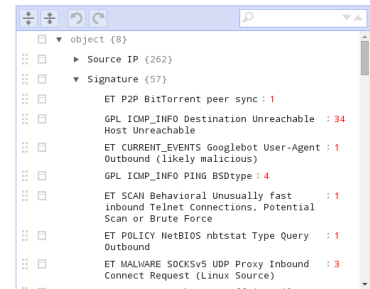 object {8}
Source IP {262}
Signature {57}
ET P2P BitTorrent peer sync : 1
GPL ICMP_INFO Destination Unreachable : 34
Host Unreachable
ET CURRENT_EVENTS Googlebot User-Agent : 1
Outbound (likely malicious)
GPL ICMP_INFO PING BSDtype : 4
ET SCAN Behavioral Unusually fast : 1
inbound Telnet Connections, Potential
Scan or Brute Force
ET POLICY NetBIOS nbtstat Type Query : 1
Outbound
ET MALWARE SOCKSv5 UDP Proxy Inbound : 3
Connect Request (Linux Source)